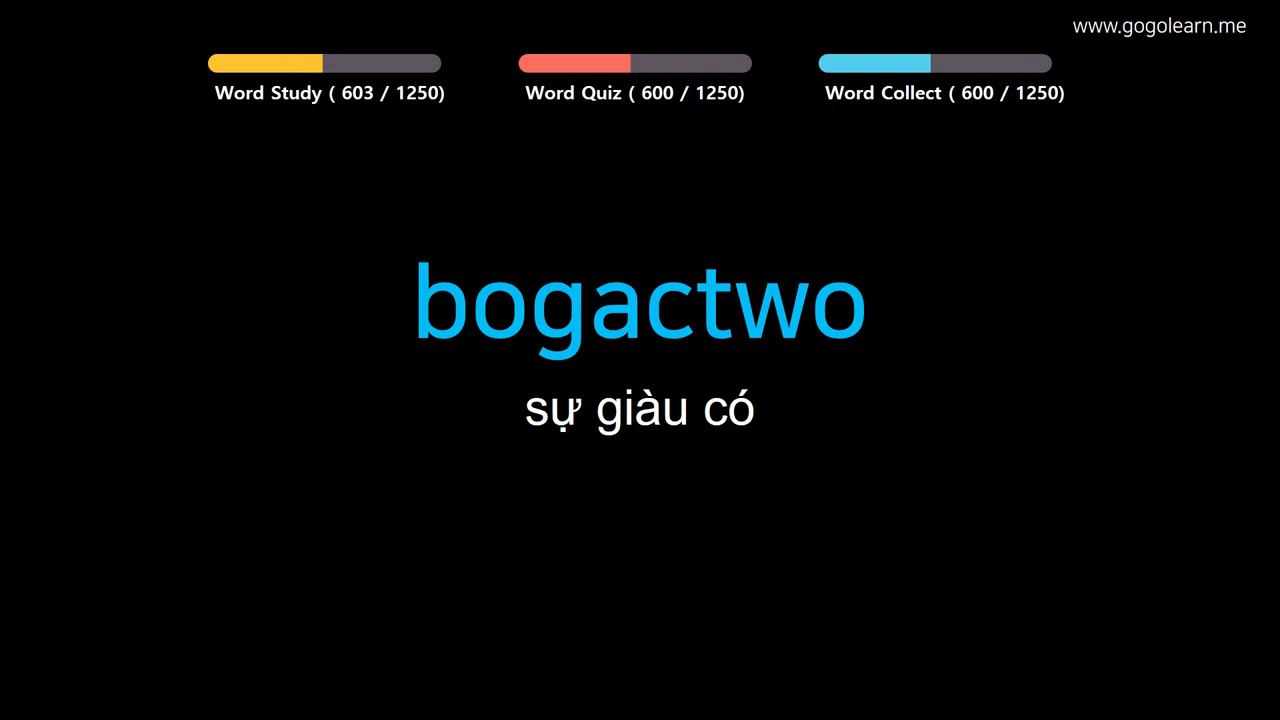 www.gogolearn.me
Word Study ( 603 / 1250)
Word Quiz ( 600 / 1250)
Word Collect ( 600 / 1250)
bogactwo
sự giàu có